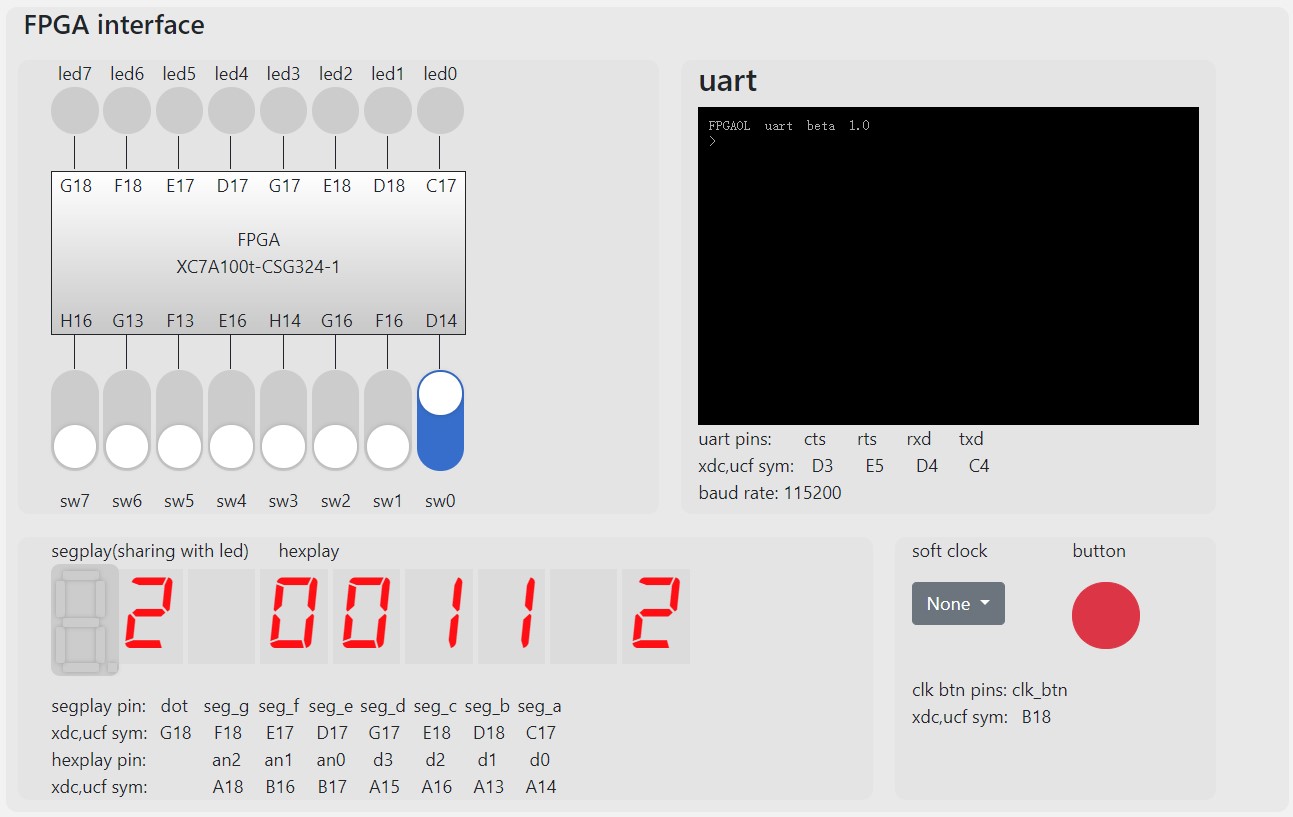 FPGA interface
led7 led6 led5 led4 led3 led2 led1 led0
G18 F18 E17 D17 G17 E18 D18 C17
FPGA
XC7A100t-CSG324-1
H16 G13 F13 E16 H14 G16 F16 D14
sw7 sw6 sw5 sw4 sw3 sw2 sw1 sw0
uart
FPGAOL uart beta 1.0
>
uart pins: cts rts rxd txd
xdc,ucf sym: D3 E5 D4 C4
baud rate: 115200
segplay(sharing with led) hexplay
2 0 0 1 1 2
segplay pin: dot seg_g seg_f seg_e seg_d seg_c seg_b seg_a
xdc,ucf sym: G18 F18 E17 D17 G17 E18 D18 C17
hexplay pin: an2 an1 an0 d3 d2 d1 d0
xdc,ucf sym: A18 B16 B17 A15 A16 A13 A14
soft clock button
None
clk btn pins: clk_btn
xdc,ucf sym: B18